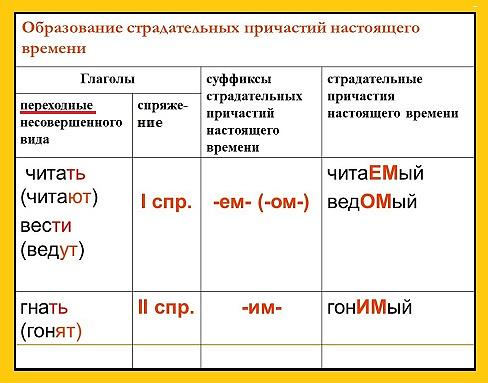 Образование страдательных причастий настоящего
времени
Глаголы
переходные
несовершенного
вида
спряже-
ние
суффиксы
страдательных
причастий
настоящего
времени
страдательные
причастия
настоящего времени
читать
(читают)
вести
(ведут)
I спр.
-ем- (-ом-)
читаЕМый
ведОМый
гнать
(гонят)
II спр.
-им-
гонИМый